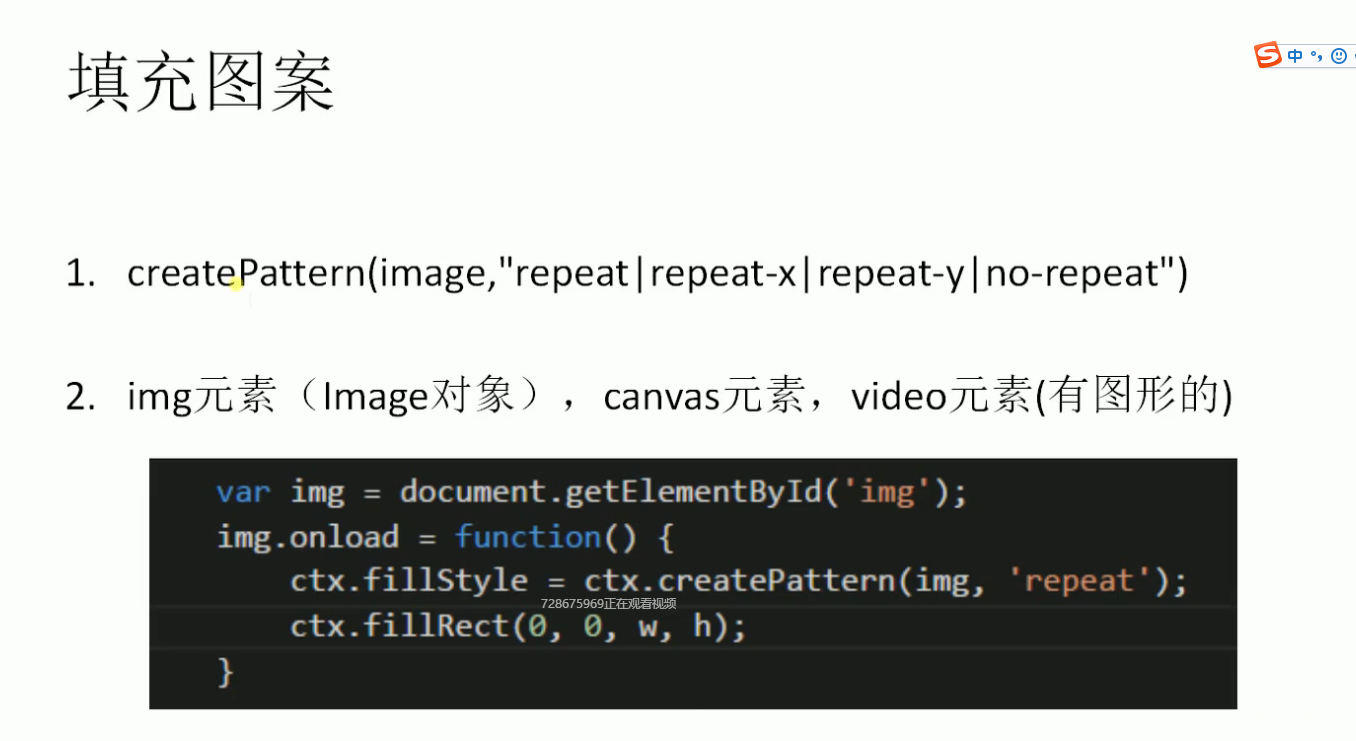 填充图案
中 °,
1. createPattern(image,"repeat|repeat-x|repeat-y|no-repeat")
2. img元素（Image对象），canvas元素，video元素(有图形的)
var img = document.getElementById('img');
img.onload = function() {
ctx.fillStyle = ctx.createPattern(img, 'repeat');
728675969正在观看视频
ctx.fillRect(0, 0, w, h);
}